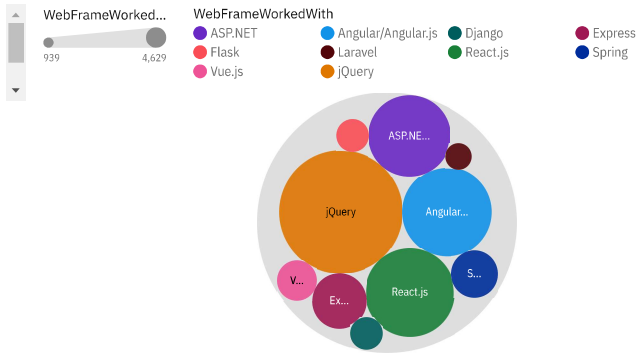 WebFrameWorked...
939
4,629
WebFrameWorkedWith
ASP.NET
Angular/Angular.js
Django
Express
Flask
Laravel
React.js
Spring
Vue.js
jQuery
ASP.NE...
jQuery
Angular...
S...
V...
Ex...
React.js